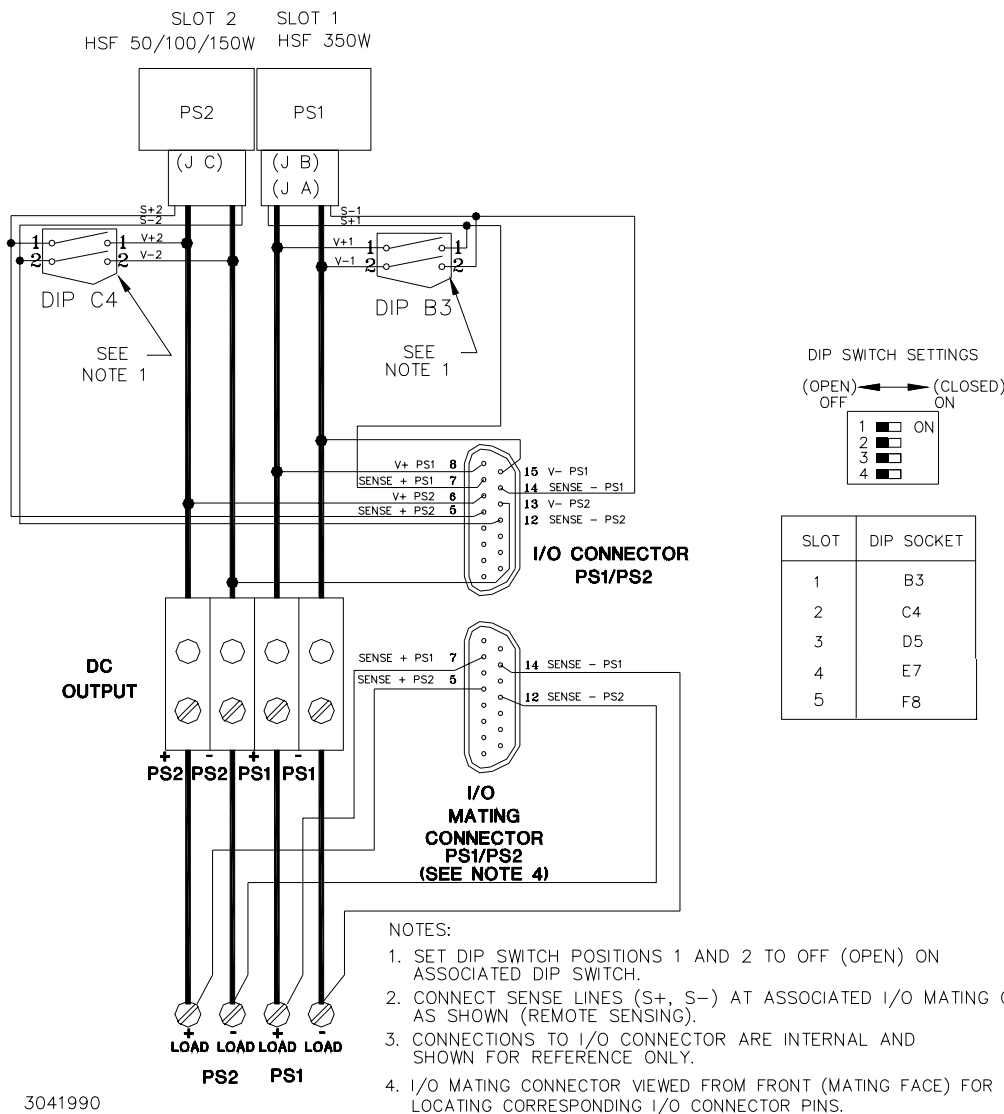 SLOT 2 SLOT 1
HSF 50/100/150W HSF 350W
PS2 PS1
(J C) (J B)
(J A)
S+2 S-1
S-2 S+1
1 1 V+2 V+1 1 1
2 2 V-2 V-1 2 2
DIP C4 DIP B3
SEE
NOTE 1
SEE
NOTE 1
DIP SWITCH SETTINGS
(OPEN) (CLOSED)
OFF ON
1 ON
2
3
4
SLOT DIP SOCKET
1 B3
2 C4
3 D5
4 E7
5 F8
V+ PS1 8
SENSE + PS1 7
V+ PS2 6
SENSE + PS2 5
15 V- PS1
14 SENSE - PS1
13 V- PS2
12 SENSE - PS2
I/O CONNECTOR
PS1/PS2
DC
OUTPUT
SENSE + PS1 7
SENSE + PS2 5
14 SENSE - PS1
12 SENSE - PS2
+ - + -
PS2 PS2 PS1 PS1
I/O
MATING
CONNECTOR
PS1/PS2
(SEE NOTE 4)
+ - + -
LOAD LOAD LOAD LOAD
PS2 PS1
NOTES:
1. SET DIP SWITCH POSITIONS 1 AND 2 TO OFF (OPEN) ON
ASSOCIATED DIP SWITCH.
2. CONNECT SENSE LINES (S+, S-) AT ASSOCIATED I/O MATING
AS SHOWN (REMOTE SENSING).
3. CONNECTIONS TO I/O CONNECTOR ARE INTERNAL AND
SHOWN FOR REFERENCE ONLY.
4. I/O MATING CONNECTOR VIEWED FROM FRONT (MATING FACE) FOR
LOCATING CORRESPONDING I/O CONNECTOR PINS.
3041990